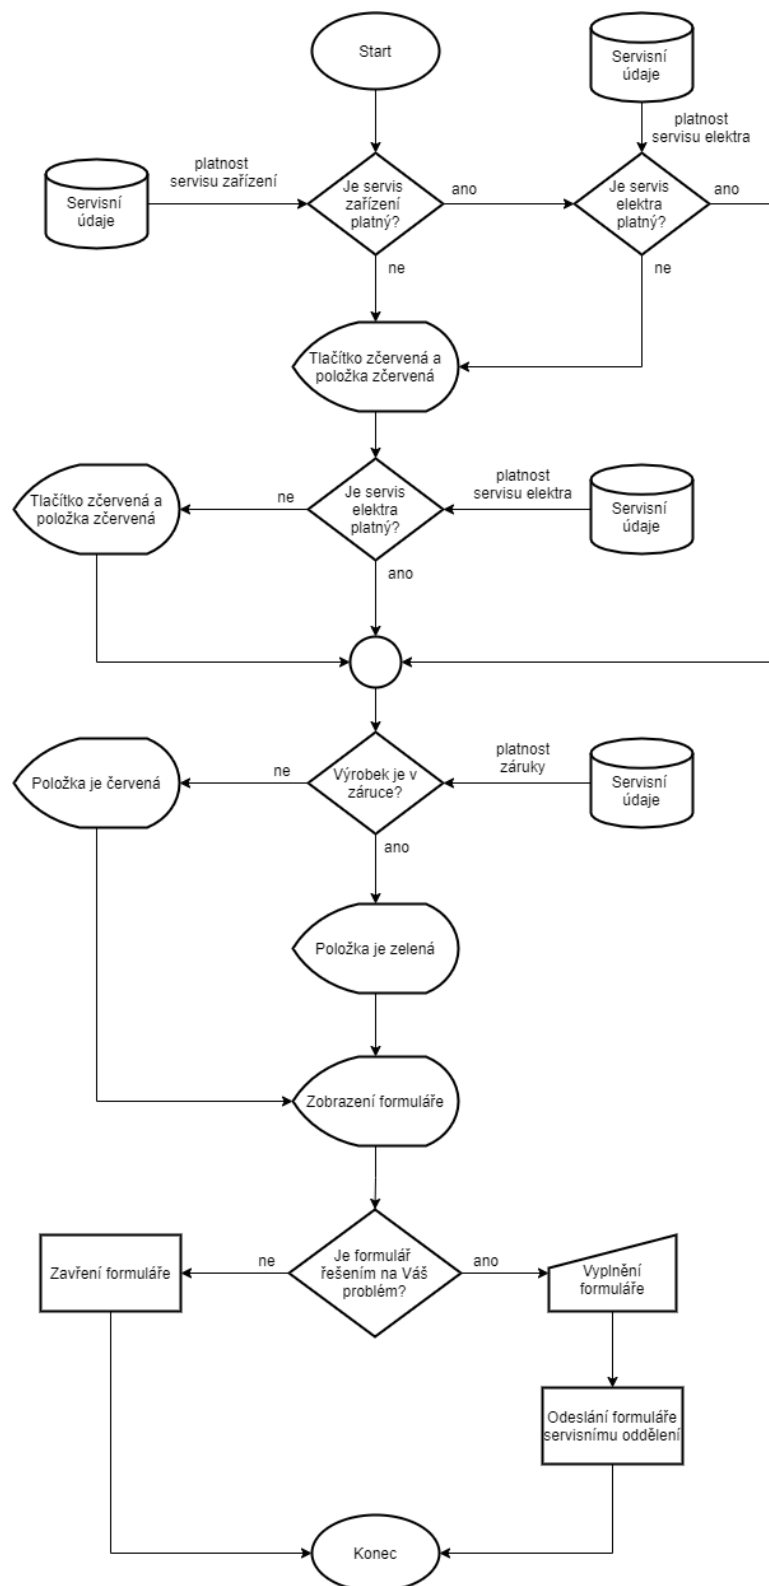 Start
Servisní
údaje
platnost
servisu elektra
Servisní
údaje
platnost
servisu zařízení
Je servis
zařízení
platný?
ano
Je servis
elektra
platný?
ano
ne
ne
Tlačítko zčervená a
položka zčervená
Tlačítko zčervená a
položka zčervená
ne
Je servis
elektra
platný?
platnost
servisu elektra
Servisní
údaje
ano
Položka je červená
ne
Výrobek je v
záruce?
platnost
záruky
Servisní
údaje
ano
Položka je zelená
Zobrazení formuláře
Zavření formuláře
ne
Je formulář
řešením na Váš
problém?
ano
Vyplnění
formuláře
Odeslání formuláře
servisnímu oddělení
Konec